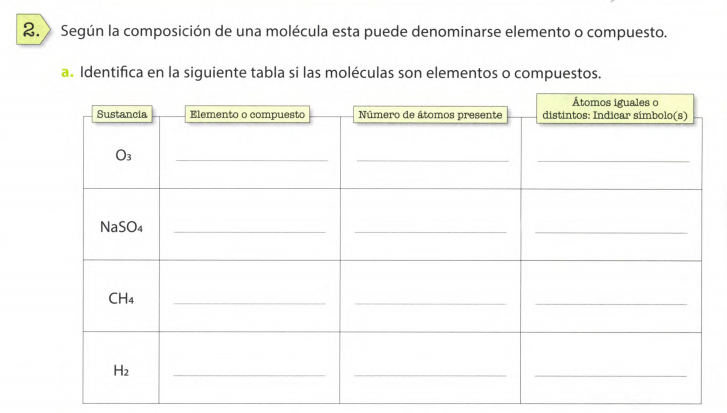 2. Según la composición de una molécula esta puede denominarse elemento o compuesto.
a. Identifica en la siguiente tabla si las moléculas son elementos o compuestos.
Sustancia Elemento o compuesto Número de átomos presente Átomos iguales o distintos: Indicar símbolo(s)
O₃
NaSO₄
CH₄
H₂